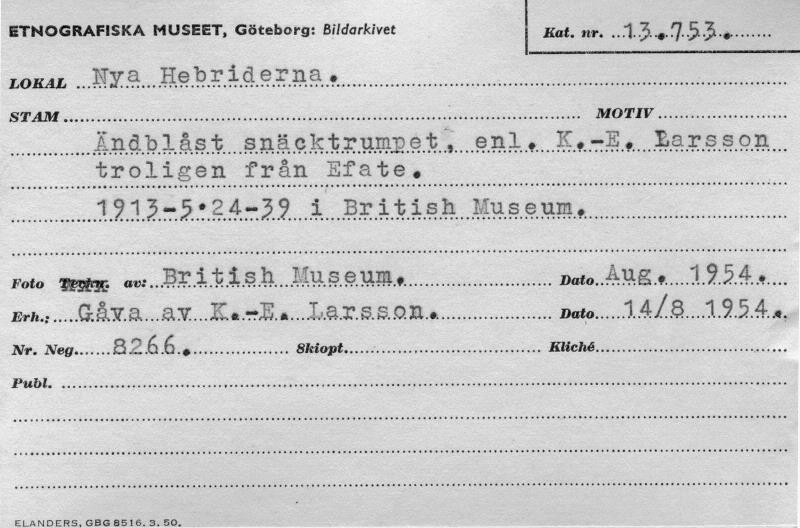 ETNOGRAFISKA MUSEET, Göteborg: Bildarkivet
Kat. nr. 13.753.
LOKAL Nya Hebriderna.
STAM MOTIV
Ändblåst snäcktrumpet, enl. K.-E. Larsson
troligen från Efate.
1913-5·24-39 i British Museum.
Foto Teckn. av: British Museum. Dato Aug. 1954.
Erh.: Gåva av K.-E. Larsson. Dato 14/8 1954.
Nr. Neg. 8266. Skiopt. Kliché
Publ.
ELANDERS, GBG 8516. 3. 50.